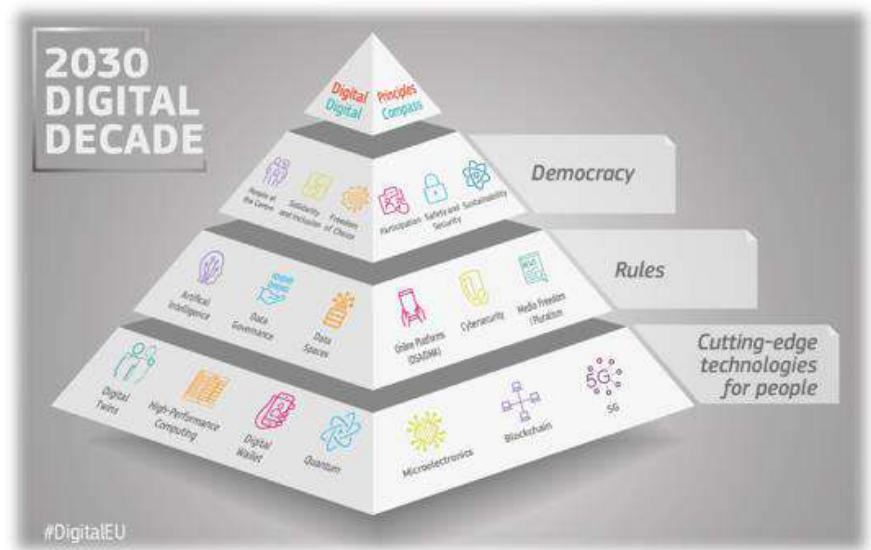 2030
DIGITAL
DECADE
Digital Principles
Digital Compass
Democracy
People at
the Centre
Solidarity
and Inclusion
Freedom
of Choice
Participation
Safety and
Security
Sustainability
Rules
Artificial
Intelligence
Data
Governance
Data
Spaces
Online Platforms
(DSA/DMA)
Cybersecurity
Media Freedom
/ Pluralism
Cutting-edge
technologies
for people
Digital
Twins
High-Performance
Computing
Digital
Wallet
Quantum
Microelectronics
Blockchain
5G
5G
#DigitalEU